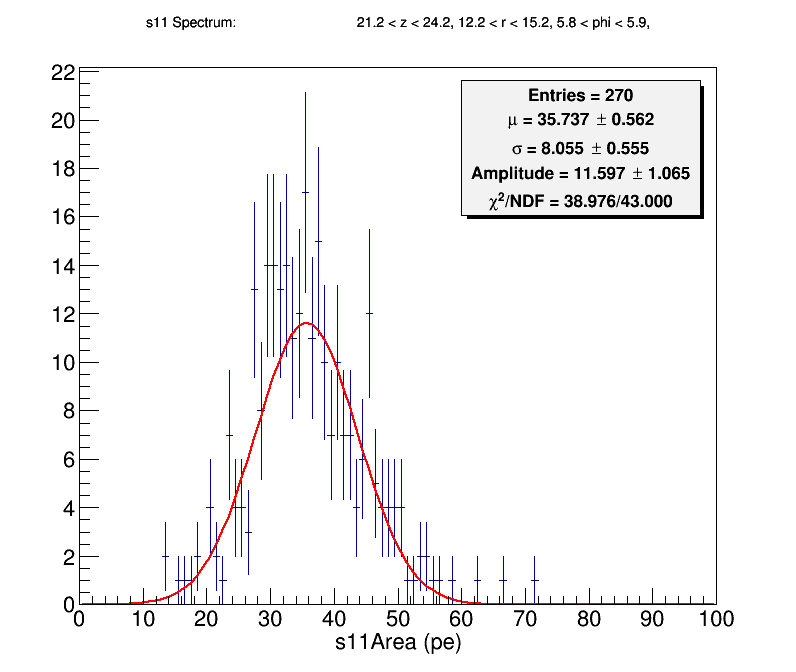 s11 Spectrum: 21.2 < z < 24.2, 12.2 < r < 15.2, 5.8 < phi < 5.9,
Entries = 270
μ = 35.737 ± 0.562
σ = 8.055 ± 0.555
Amplitude = 11.597 ± 1.065
χ²/NDF = 38.976/43.000
22
20
18
16
14
12
10
8
6
4
2
0
0 10 20 30 40 50 60 70 80 90 100
s11Area (pe)